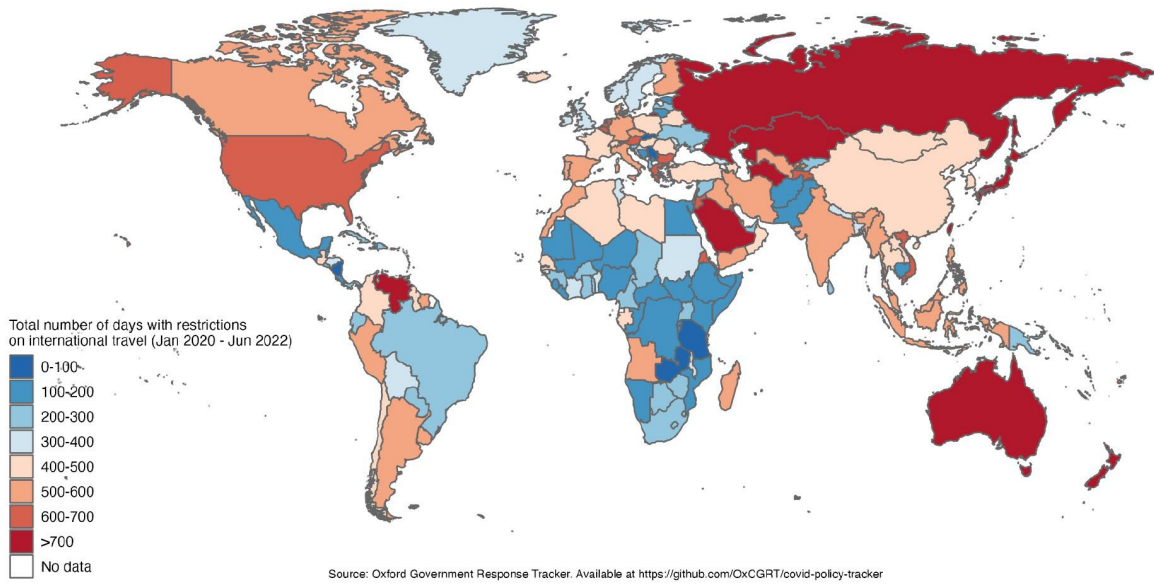 Total number of days with restrictions
on international travel (Jan 2020 - Jun 2022)
0-100
100-200
200-300
300-400
400-500
500-600
600-700
>700
No data
Source: Oxford Government Response Tracker. Available at https://github.com/OxCGRT/covid-policy-tracker